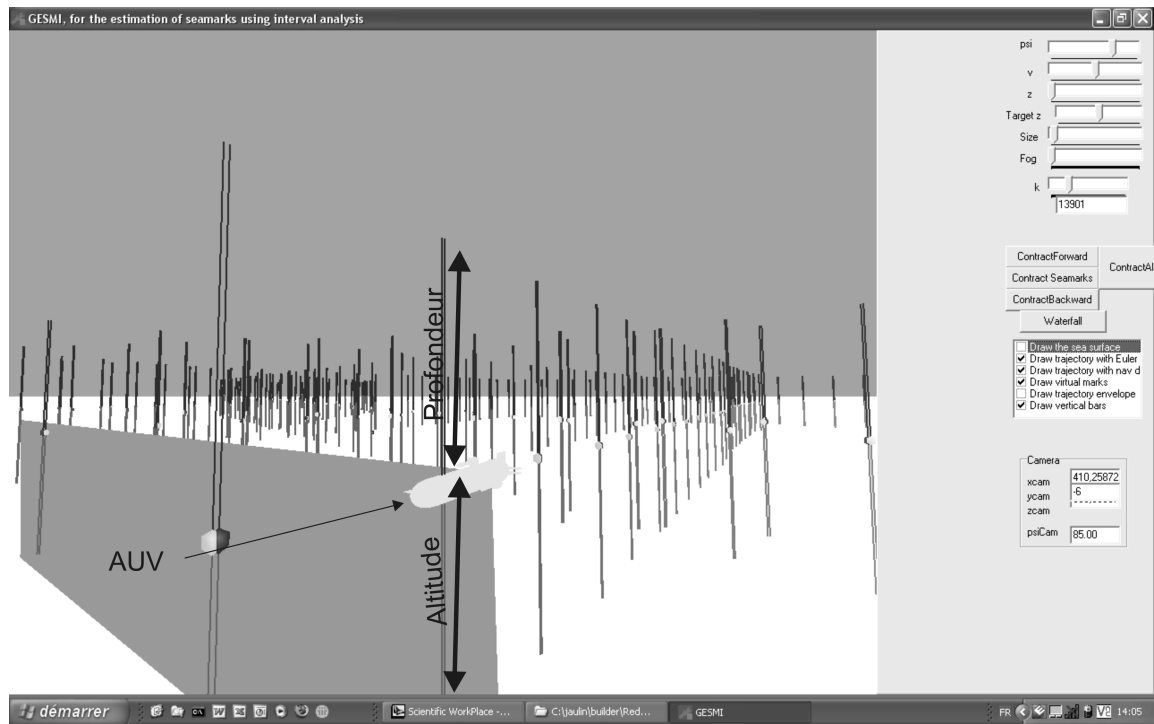 GESMI, for the estimation of seamarks using interval analysis
psi
v
z
Target z
Size
Fog
k
13901
ContractForward
ContractAl
Contract Seamarks
ContractBackward
Waterfall
Draw the sea surface
Draw trajectory with Euler
Draw trajectory with nav d
Draw virtual marks
Draw trajectory envelope
Draw vertical bars
Camera
xcam
410,25872
ycam
-6
zcam
psiCam
85.00
Profondeur
Altitude
AUV
démarrer
Scientific WorkPlace -...
C:\jaulin\builder\Red...
GESMI
FR
14:05